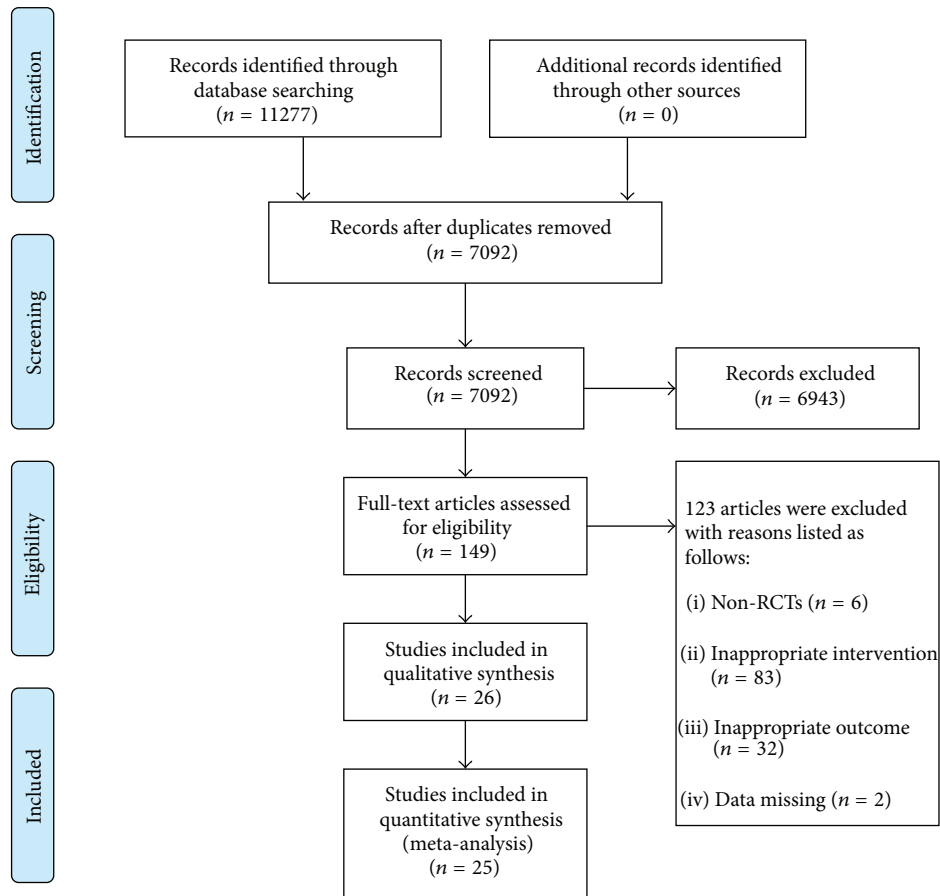 Identification
Records identified through
database searching
(n = 11277)
Additional records identified
through other sources
(n = 0)
Records after duplicates removed
(n = 7092)
Screening
Records screened
(n = 7092)
Records excluded
(n = 6943)
Eligibility
Full-text articles assessed
for eligibility
(n = 149)
123 articles were excluded
with reasons listed as
follows:
(i) Non-RCTs (n = 6)
(ii) Inappropriate intervention
(n = 83)
(iii) Inappropriate outcome
(n = 32)
(iv) Data missing (n = 2)
Studies included in
qualitative synthesis
(n = 26)
Included
Studies included in
quantitative synthesis
(meta-analysis)
(n = 25)